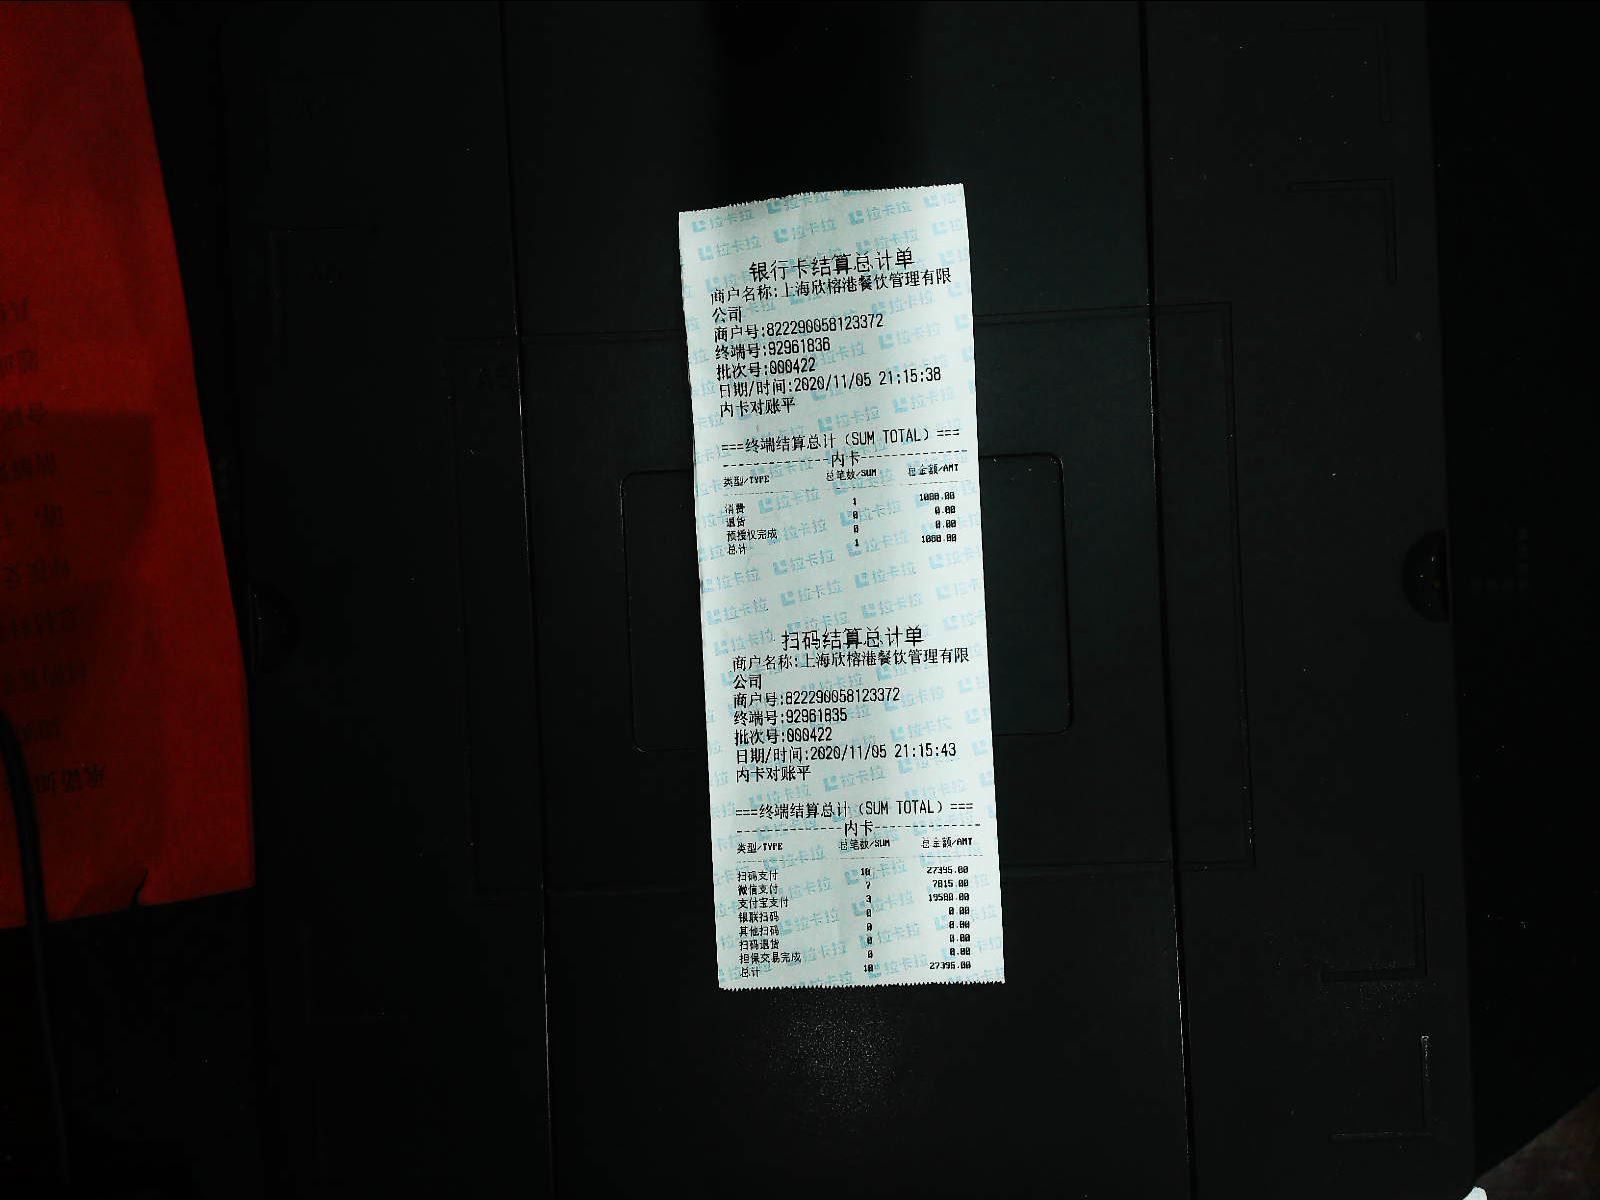 银行卡结算总计单
商户名称:上海欣榕港餐饮管理有限
公司
商户号:822290058123372
终端号:92961836
批次号:000422
日期/时间:2020/11/05 21:15:38
内卡对账平
===终端结算总计（SUM TOTAL）===
内卡
类型/TYPE 总笔数/SUM 总金额/AMT
消费 1 1080.00
退货 0 0.00
预授权完成 0 0.00
总计 1 1080.00
扫码结算总计单
商户名称:上海欣榕港餐饮管理有限
公司
商户号:822290058123372
终端号:92961835
批次号:000422
日期/时间:2020/11/05 21:15:43
内卡对账平
===终端结算总计（SUM TOTAL）===
内卡
类型/TYPE 总笔数/SUM 总金额/AMT
扫码支付 10 27395.00
微信支付 7 7815.00
支付宝支付 3 19580.00
银联扫码 0 0.00
其他扫码 0 0.00
扫码退货 0 0.00
担保交易完成 0 0.00
总计 10 27395.00